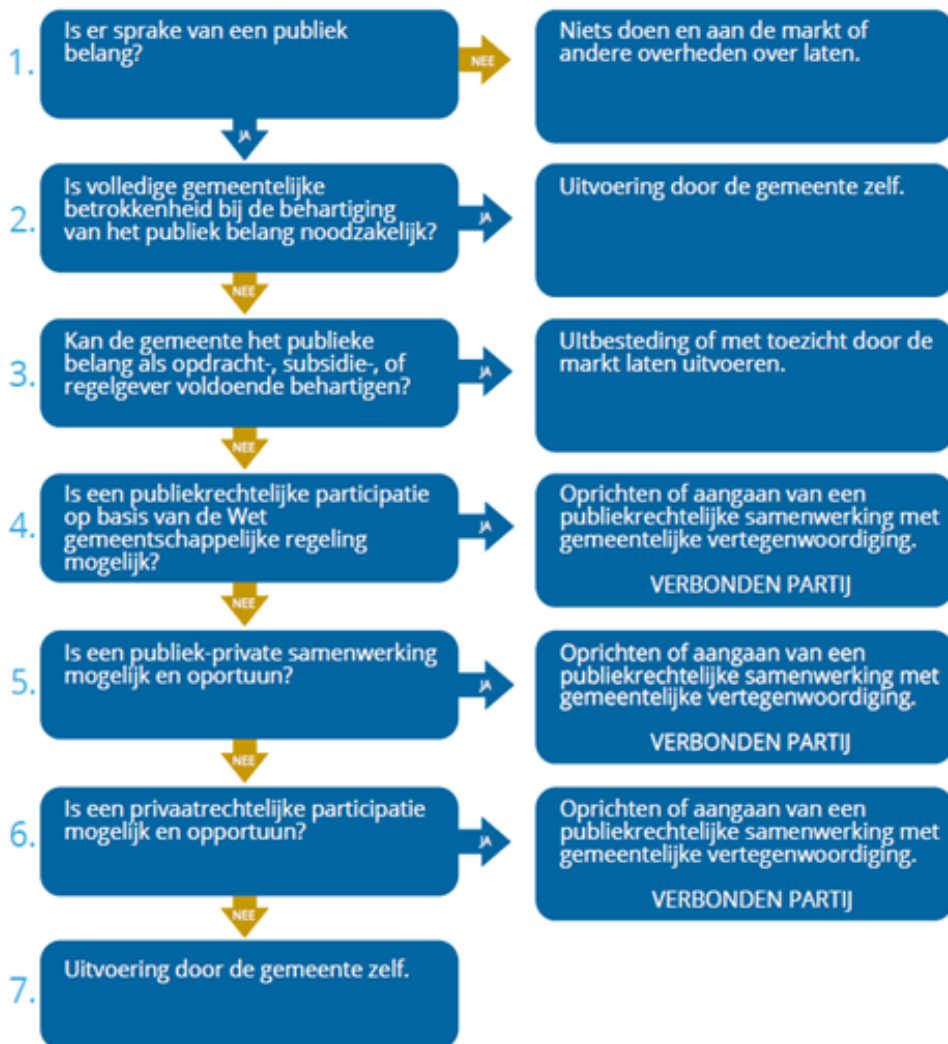 1.
Is er sprake van een publiek
belang?
NEE
Niets doen en aan de markt of
andere overheden over laten.
JA
2.
Is volledige gemeentelijke
betrokkenheid bij de behartiging
van het publiek belang noodzakelijk?
JA
Uitvoering door de gemeente zelf.
NEE
3.
Kan de gemeente het publieke
belang als opdracht-, subsidie-, of
regelgever voldoende behartigen?
JA
UItbesteding of met toezicht door de
markt laten uitvoeren.
NEE
4.
Is een publiekrechtelijke participatie
op basis van de Wet
gemeentschappelijke regeling
mogelijk?
JA
Oprichten of aangaan van een
publiekrechtelijke samenwerking met
gemeentelijke vertegenwoordiging.
VERBONDEN PARTIJ
NEE
5.
Is een publiek-private samenwerking
mogelijk en oportuun?
JA
Oprichten of aangaan van een
publiekrechtelijke samenwerking met
gemeentelijke vertegenwoordiging.
VERBONDEN PARTIJ
NEE
6.
Is een privaatrechtelijke participatie
mogelijk en opportuun?
JA
Oprichten of aangaan van een
publiekrechtelijke samenwerking met
gemeentelijke vertegenwoordiging.
VERBONDEN PARTIJ
NEE
7.
Uitvoering door de gemeente zelf.